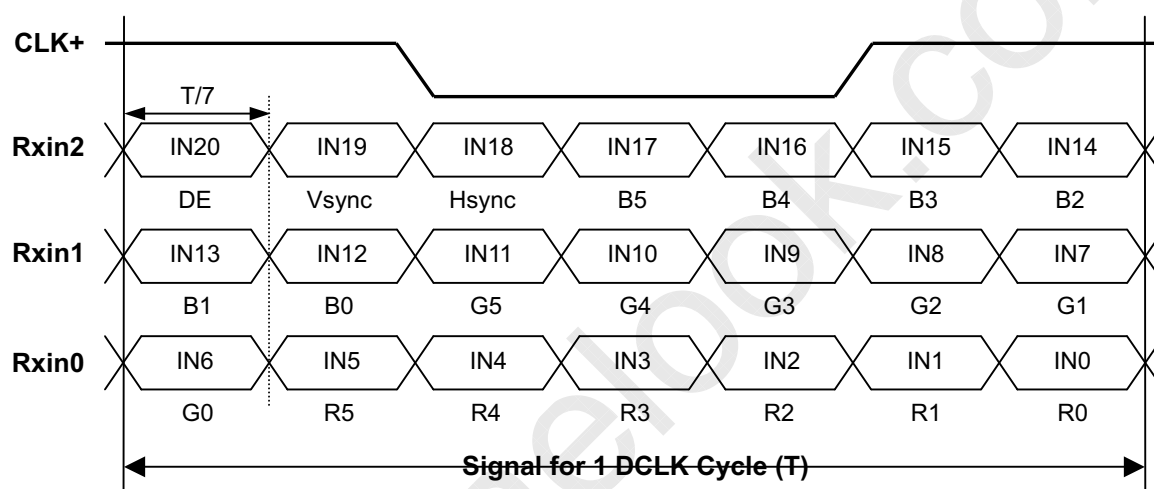 CLK+
T/7
Rxin2 IN20 IN19 IN18 IN17 IN16 IN15 IN14
DE Vsync Hsync B5 B4 B3 B2
Rxin1 IN13 IN12 IN11 IN10 IN9 IN8 IN7
B1 B0 G5 G4 G3 G2 G1
Rxin0 IN6 IN5 IN4 IN3 IN2 IN1 IN0
G0 R5 R4 R3 R2 R1 R0
Signal for 1 DCLK Cycle (T)
elook.co